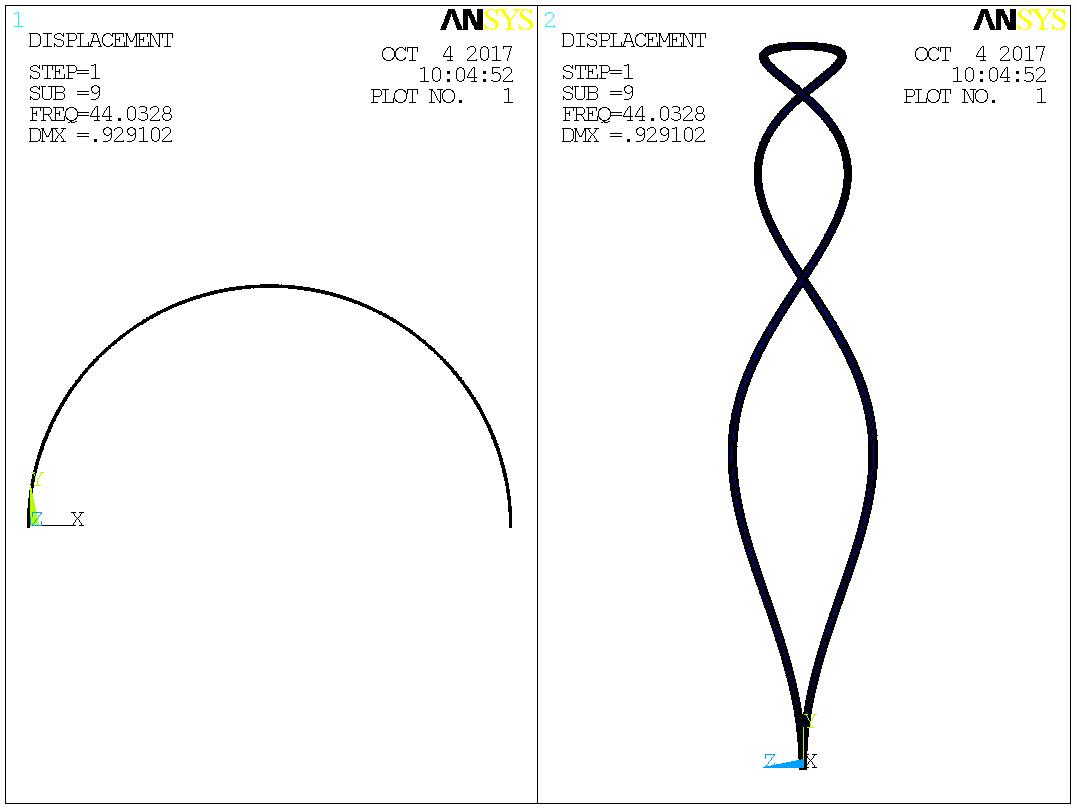 1
ANSYS
DISPLACEMENT
STEP=1
SUB =9
FREQ=44.0328
DMX =.929102
OCT 4 2017
10:04:52
PLOT NO. 1
Y
Z X
2
ANSYS
DISPLACEMENT
STEP=1
SUB =9
FREQ=44.0328
DMX =.929102
OCT 4 2017
10:04:52
PLOT NO. 1
Y
Z X